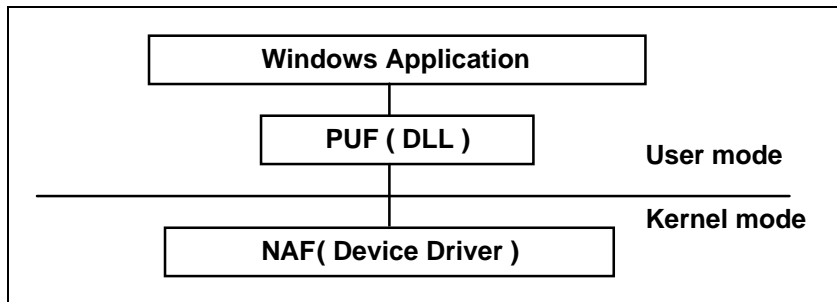 Windows Application
PUF ( DLL )
User mode
Kernel mode
NAF( Device Driver )